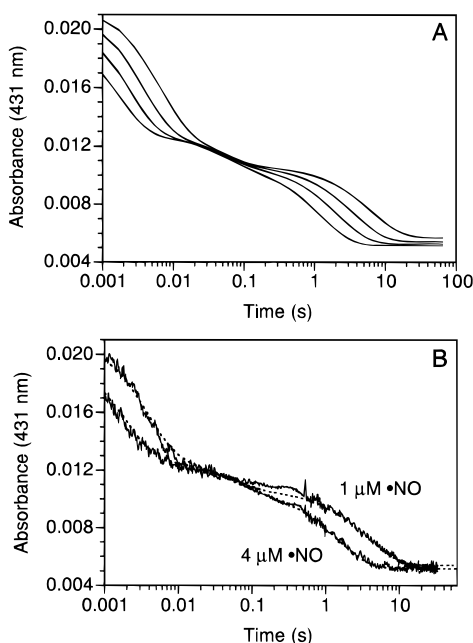 A
Absorbance (431 nm)
0.020
0.016
0.012
0.008
0.004
0.001 0.01 0.1 1 10 100
Time (s)
B
Absorbance (431 nm)
0.020
0.016
0.012
0.008
0.004
1 μM •NO
4 μM •NO
0.001 0.01 0.1 1 10
Time (s)